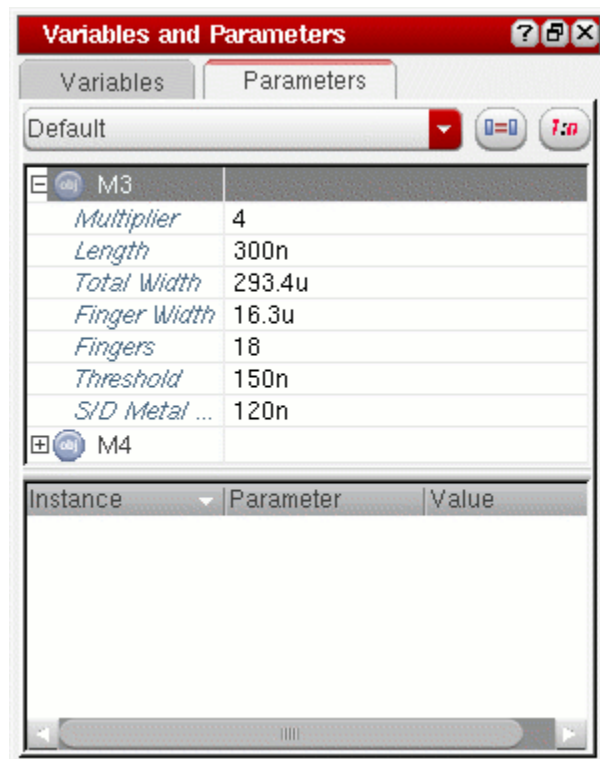 Variables and Parameters
Variables Parameters
Default
M3
Multiplier 4
Length 300n
Total Width 293.4u
Finger Width 16.3u
Fingers 18
Threshold 150n
S/D Metal ... 120n
M4
Instance Parameter Value